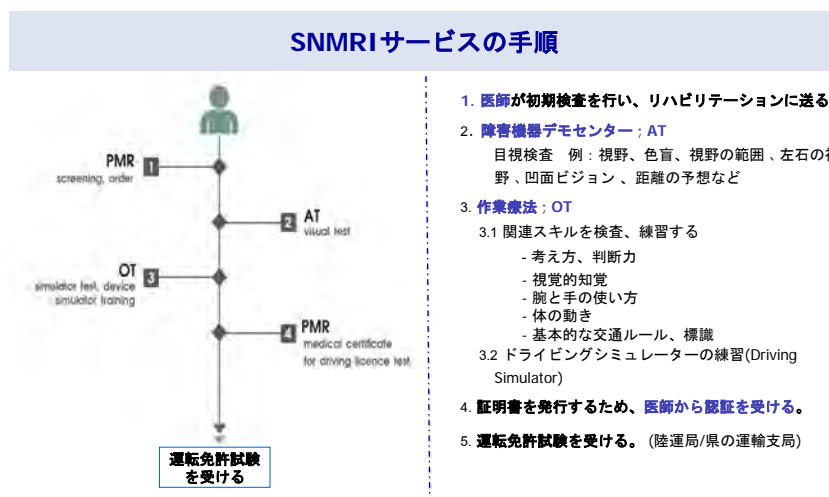 SNMRIサービスの手順
PMR
1
screening, order
2
AT
visual test
OT
3
simulator test, device
simulator training
4
PMR
medical certificate
for driving licence test
運転免許試験
を受ける
1. 医師が初期検査を行い、リハビリテーションに送る
2. 障害機器デモセンター ; AT
目視検査　例 : 視野、色盲、視野の範囲 、左石の視
野 、凹面ビジョン 、距離の予想など
3. 作業療法 ; OT
3.1 関連スキルを検査、練習する
- 考え方、判断力
- 視覚的知覚
- 腕と手の使い方
- 体の動き
- 基本的な交通ルール、標識
3.2 ドライビングシミュレーターの練習(Driving
Simulator)
4. 証明書を発行するため、医師から認証を受ける。
5. 運転免許試験を受ける。 (陸運局/県の運輸支局)